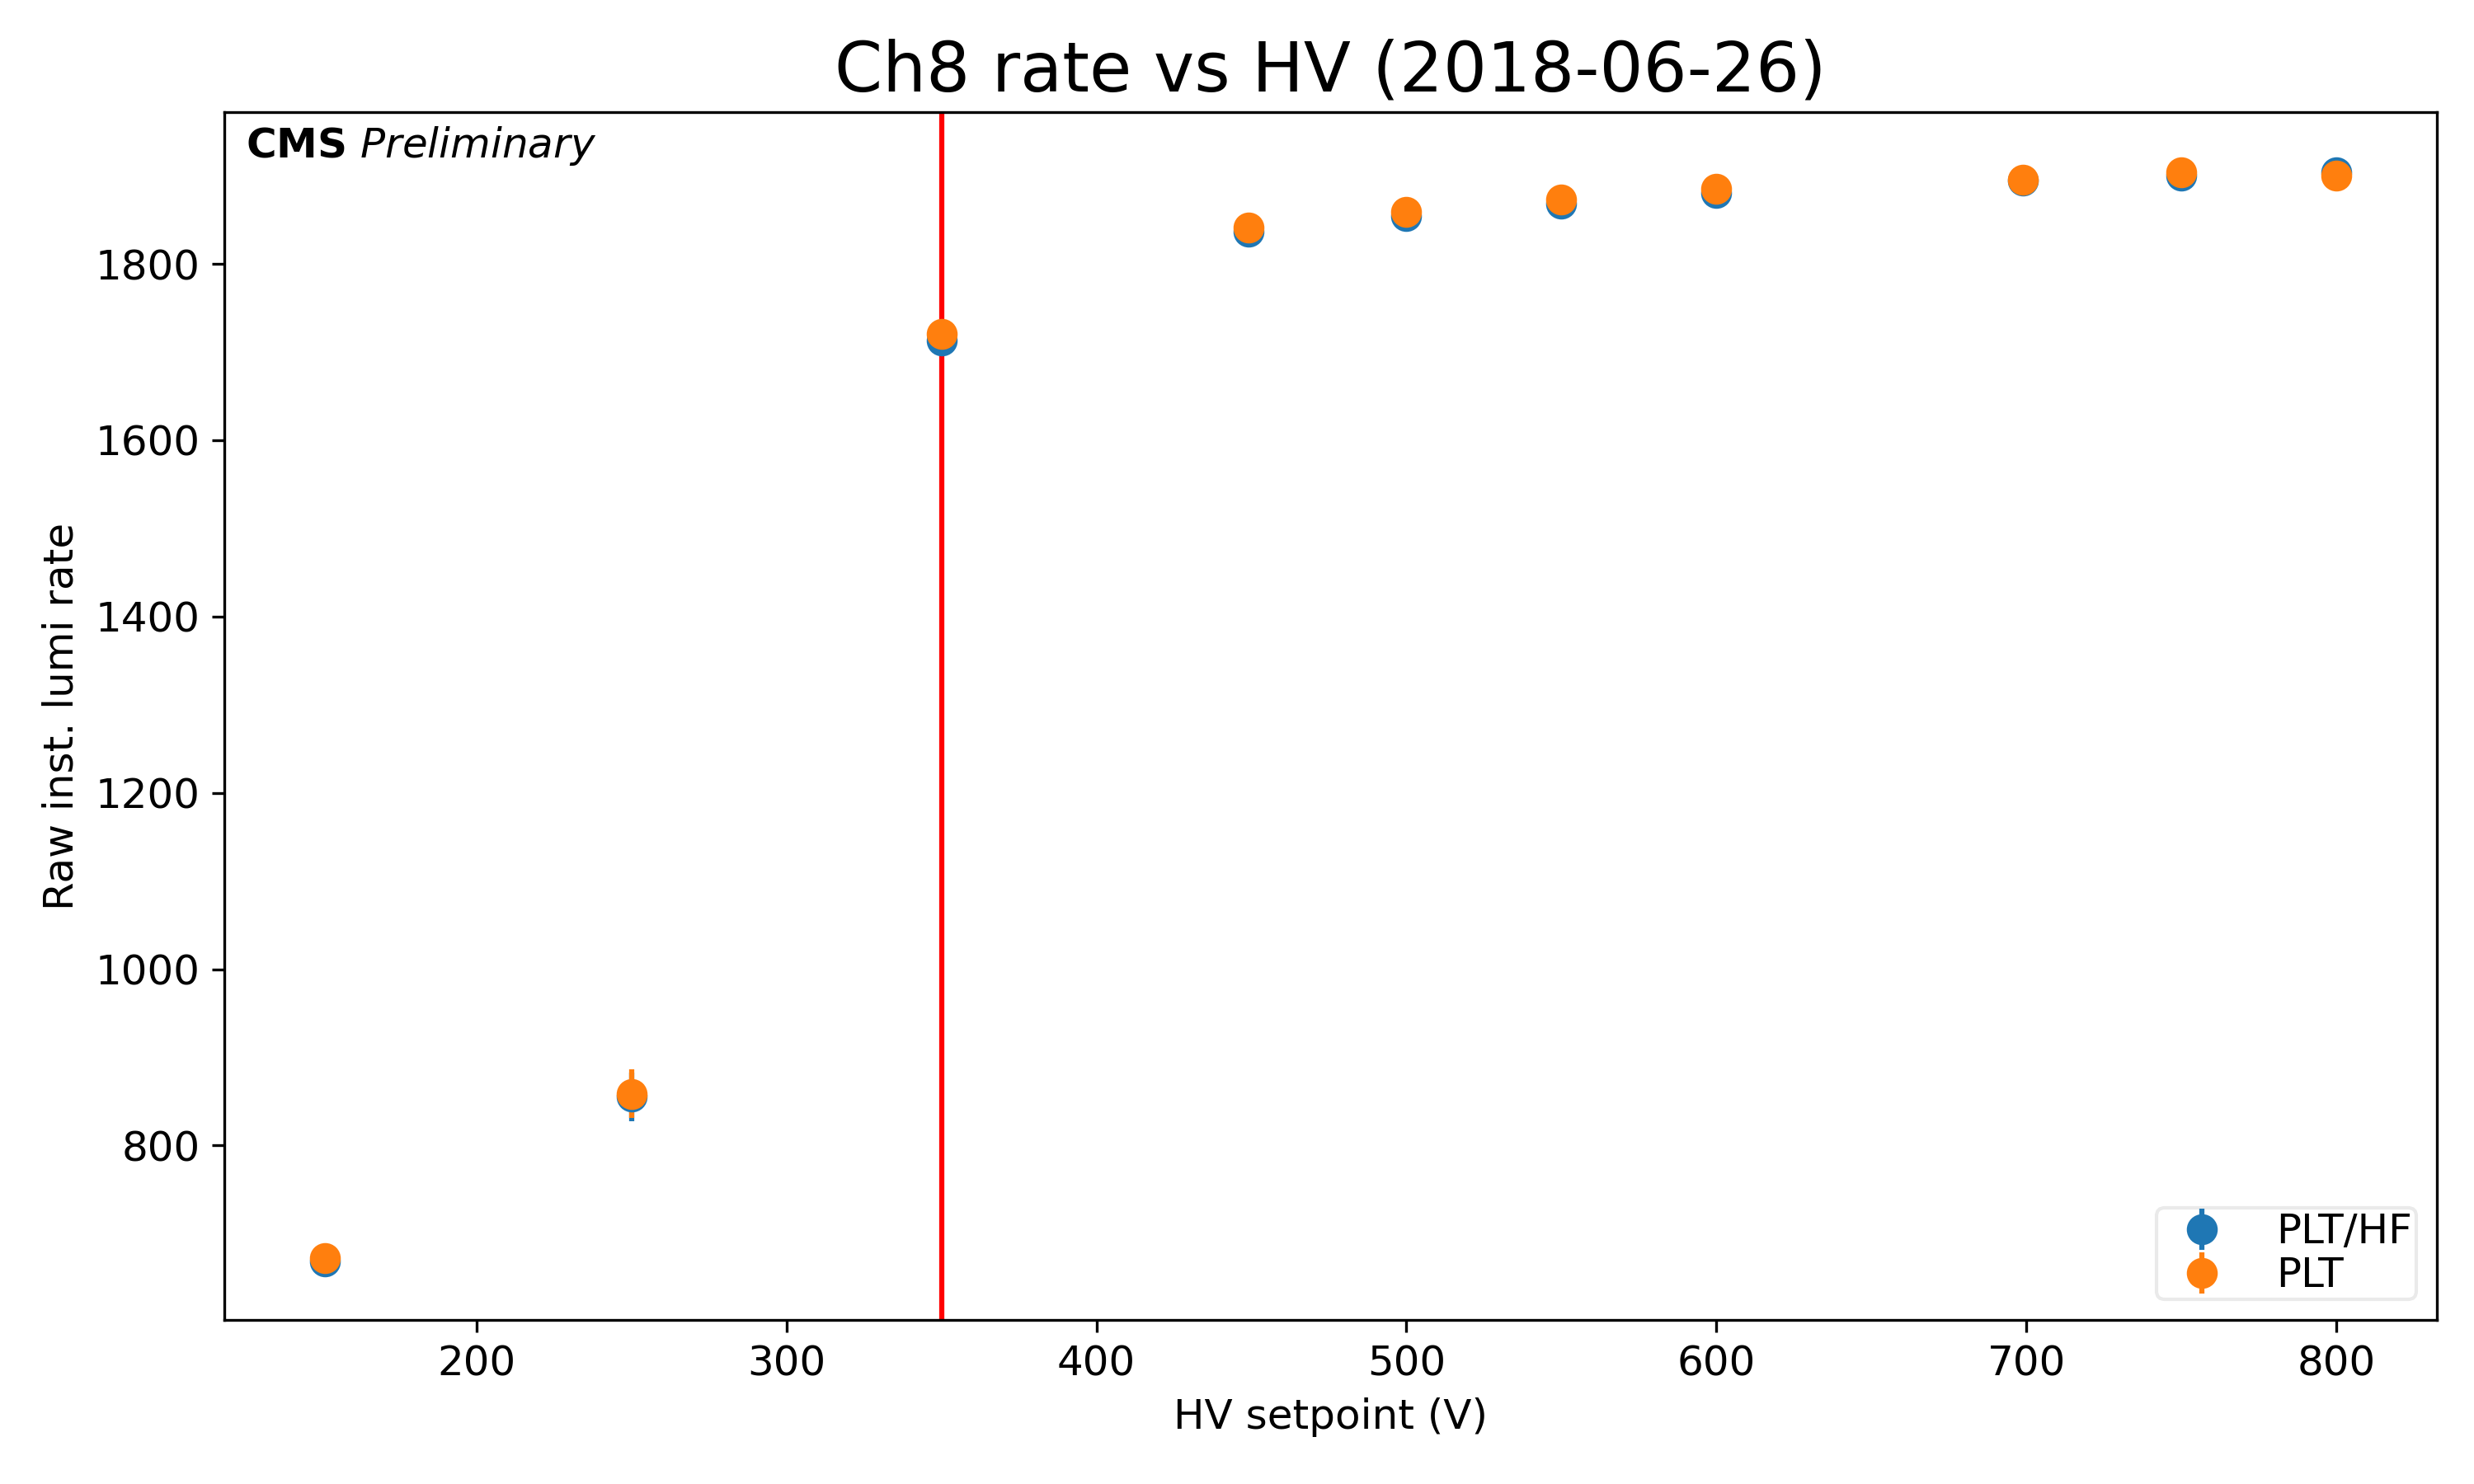 Ch8 rate vs HV (2018-06-26)
CMS Preliminary
1800
1600
1400
1200
1000
800
Raw inst. lumi rate
PLT/HF
PLT
200 300 400 500 600 700 800
HV setpoint (V)